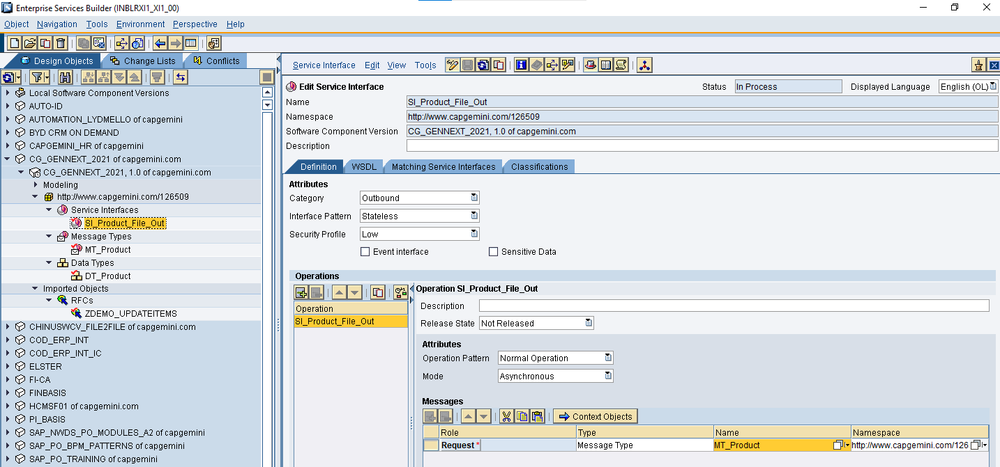 Enterprise Services Builder (INBLRXI1_XI1_00)
Object Navigation Tools Environment Perspective Help
Design Objects Change Lists Conflicts
Local Software Component Versions
AUTO-ID
AUTOMATION_LYDMELLO of capgemini
BYD CRM ON DEMAND
CAPGEMINI_HR of capgemini
CG_GENNEXT_2021 of capgemini.com
CG_GENNEXT_2021, 1.0 of capgemini.com
Modeling
http://www.capgemini.com/126509
Service Interfaces
SI_Product_File_Out
Message Types
MT_Product
Data Types
DT_Product
Imported Objects
RFCs
ZDEMO_UPDATEITEMS
CHINUSWCV_FILE2FILE of capgemini.com
COD_ERP_INT
COD_ERP_INT_IC
ELSTER
FI-CA
FINBASIS
HCMSF01 of capgemini.com
PI_BASIS
SAP_NWDS_PO_MODULES_A2 of capgemini
SAP_PO_BPM_PATTERNS of capgemini
SAP_PO_TRAINING of capgemini
Service Interface Edit View Tools
Edit Service Interface Status In Process Displayed Language English (OL)
Name SI_Product_File_Out
Namespace http://www.capgemini.com/126509
Software Component Version CG_GENNEXT_2021, 1.0 of capgemini.com
Description
Definition WSDL Matching Service Interfaces Classifications
Attributes
Category Outbound
Interface Pattern Stateless
Security Profile Low
Event interface Sensitive Data
Operations
Operation
SI_Product_File_Out
Operation SI_Product_File_Out
Description
Release State Not Released
Attributes
Operation Pattern Normal Operation
Mode Asynchronous
Messages
Context Objects
Role Type Name Namespace
Request * Message Type MT_Product http://www.capgemini.com/126